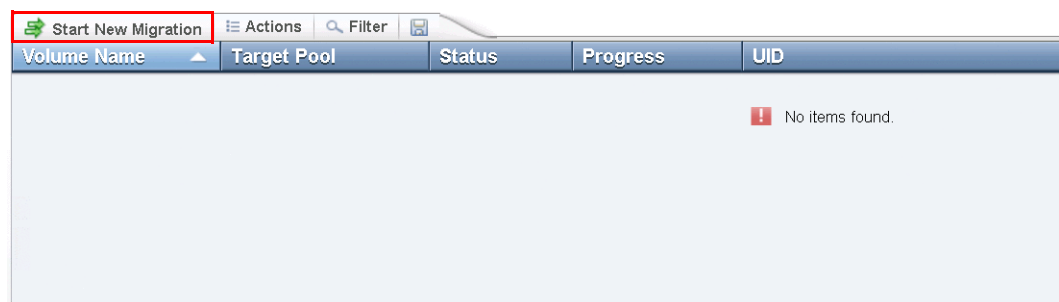 Start New Migration Actions Filter
Volume Name Target Pool Status Progress UID
No items found.